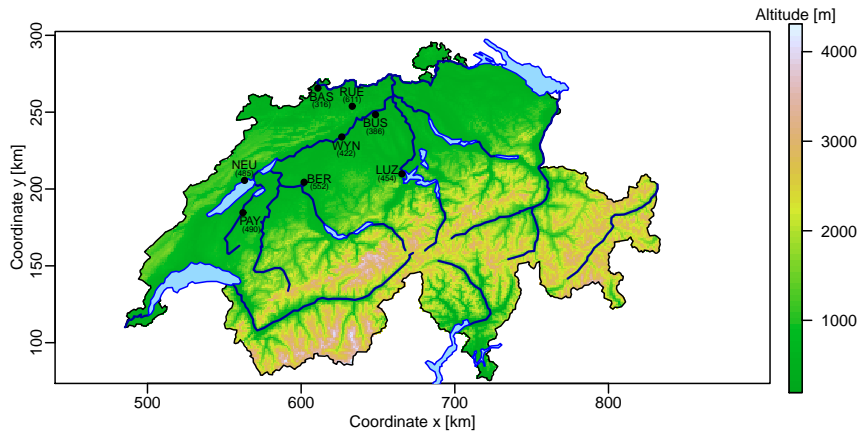 Altitude [m]
300
250
200
150
100
Coordinate y [km]
BAS
(316)
RUE
(611)
BUS
(386)
WYN
(422)
NEU
(485)
BER
(552)
LUZ
(454)
PAY
(490)
500
600
700
800
Coordinate x [km]
4000
3000
2000
1000